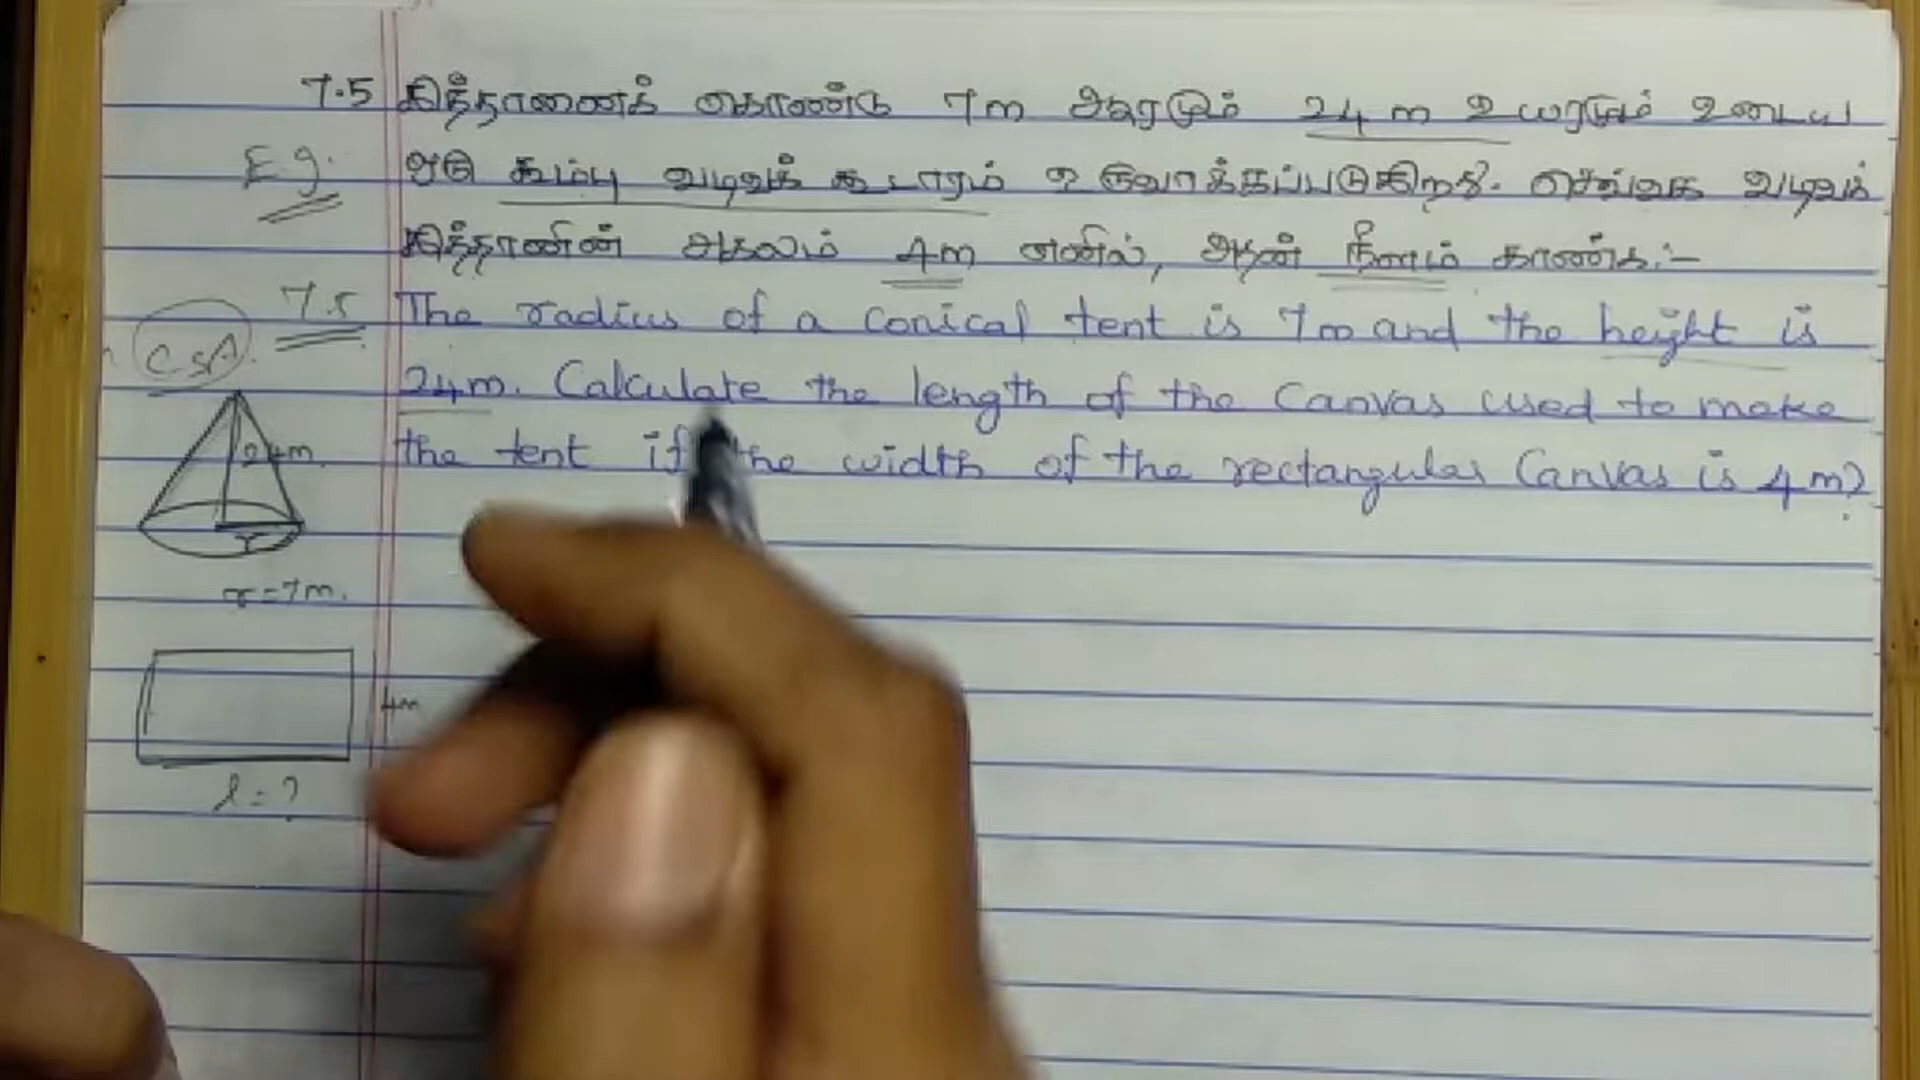 7.5 கித்தானைக் கொண்டு 7m ஆரமும் 24 m உயரமும் உடைய
Eg. ஒரு கூம்பு வடிவக் கூடாரம் உருவாக்கப்படுகிறது. செவ்வக வடிவக்
கித்தானின் அகலம் 4m எனில், அதன் நீளம் காண்க:-
7.5 The radius of a conical tent is 7m and the height is
CSA.
24m. Calculate the length of the Canvas used to make
24m
the tent if the width of the rectangular Canvas is 4m?
r
r=7m.
4m
l=?